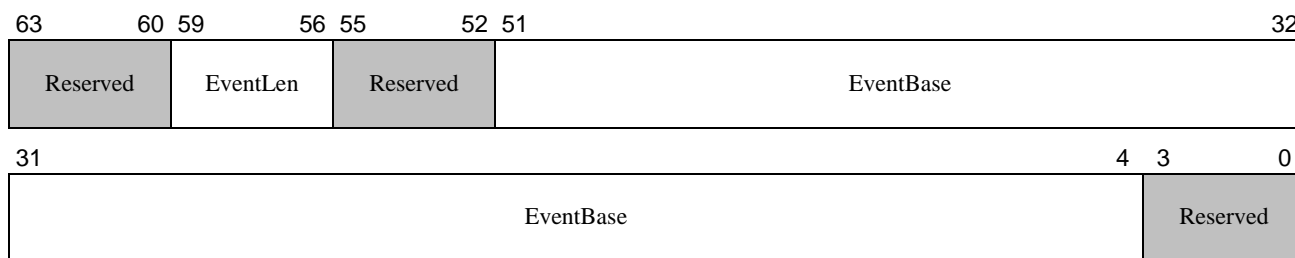 63 60 59 56 55 52 51 32
Reserved EventLen Reserved EventBase
31 4 3 0
EventBase Reserved